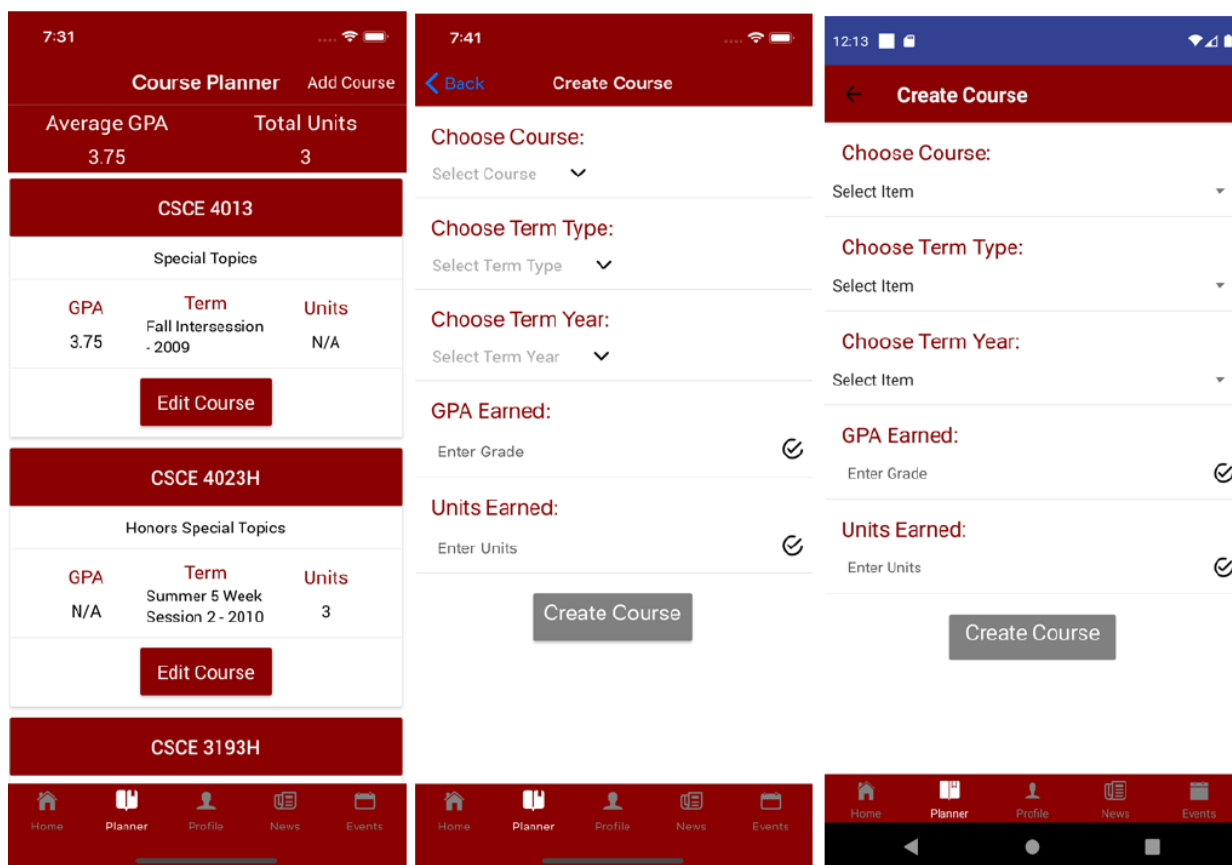 7:31
Course Planner Add Course
Average GPA Total Units
3.75 3
CSCE 4013
Special Topics
GPA Term Units
3.75 Fall Intersession - 2009 N/A
Edit Course
CSCE 4023H
Honors Special Topics
GPA Term Units
N/A Summer 5 Week Session 2 - 2010 3
Edit Course
CSCE 3193H
Home Planner Profile News Events
7:41
Back Create Course
Choose Course:
Select Course
Choose Term Type:
Select Term Type
Choose Term Year:
Select Term Year
GPA Earned:
Enter Grade
Units Earned:
Enter Units
Create Course
Home Planner Profile News Events
12:13
Create Course
Choose Course:
Select Item
Choose Term Type:
Select Item
Choose Term Year:
Select Item
GPA Earned:
Enter Grade
Units Earned:
Enter Units
Create Course
Home Planner Profile News Events